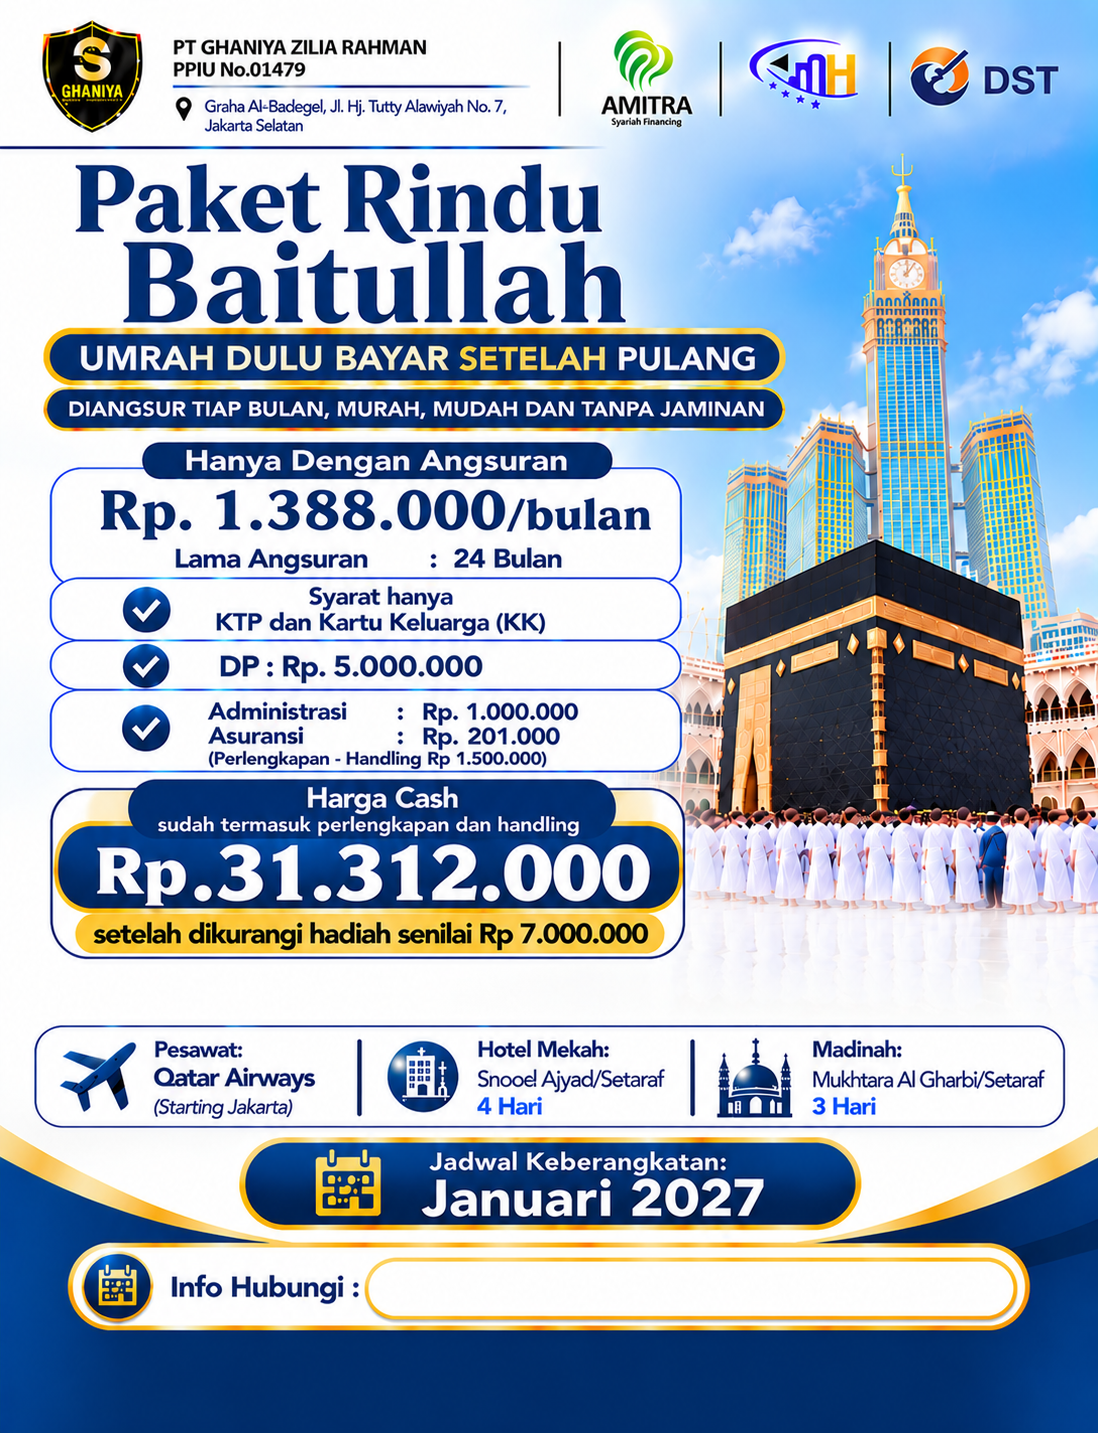 S
GHANIYA
PT GHANIYA ZILIA RAHMAN
PPIU No.01479
Graha Al-Badegel, Jl. Hj. Tutty Alawiyah No. 7,
Jakarta Selatan
AMITRA
Syariah Financing
H
DST
Paket Rindu
Baitullah
UMRAH DULU BAYAR SETELAH PULANG
DIANGSUR TIAP BULAN, MURAH, MUDAH DAN TANPA JAMINAN
Hanya Dengan Angsuran
Rp. 1.388.000/bulan
Lama Angsuran : 24 Bulan
Syarat hanya
KTP dan Kartu Keluarga (KK)
DP : Rp. 5.000.000
Administrasi : Rp. 1.000.000
Asuransi : Rp. 201.000
(Perlengkapan - Handling Rp 1.500.000)
Harga Cash
sudah termasuk perlengkapan dan handling
Rp.31.312.000
setelah dikurangi hadiah senilai Rp 7.000.000
Pesawat:
Qatar Airways
(Starting Jakarta)
Hotel Mekah:
Snooel Ajyad/Setaraf
4 Hari
Madinah:
Mukhtara Al Gharbi/Setaraf
3 Hari
Jadwal Keberangkatan:
Januari 2027
Info Hubungi :